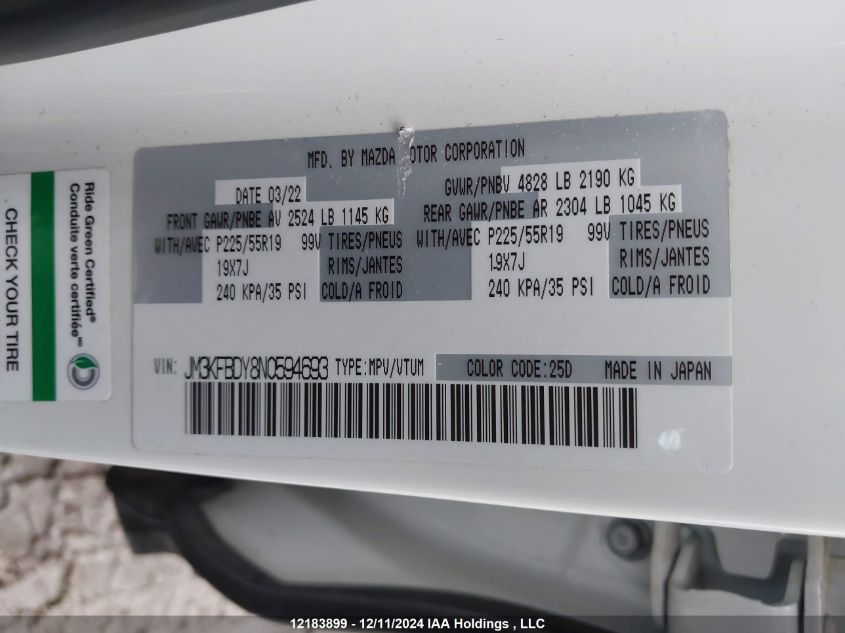 MFD. BY MAZDA MOTOR CORPORATION
DATE 03/22 GVWR/PNBV 4828 LB 2190 KG
FRONT GAWR/PNBE AV 2524 LB 1145 KG REAR GAWR/PNBE AR 2304 LB 1045 KG
WITH/AVEC P225/55R19 99V TIRES/PNEUS WITH/AVEC P225/55R19 99V TIRES/PNEUS
19X7J RIMS/JANTES 19X7J RIMS/JANTES
240 KPA/35 PSI COLD/A FROID 240 KPA/35 PSI COLD/A FROID
VIN: JM3KFBDY8N0594693 TYPE:MPV/VTUM COLOR CODE:25D MADE IN JAPAN
Ride Green Certified®
Conduite verte certifiée MD
CHECK YOUR TIRE
12183899 - 12/11/2024 IAA Holdings, LLC